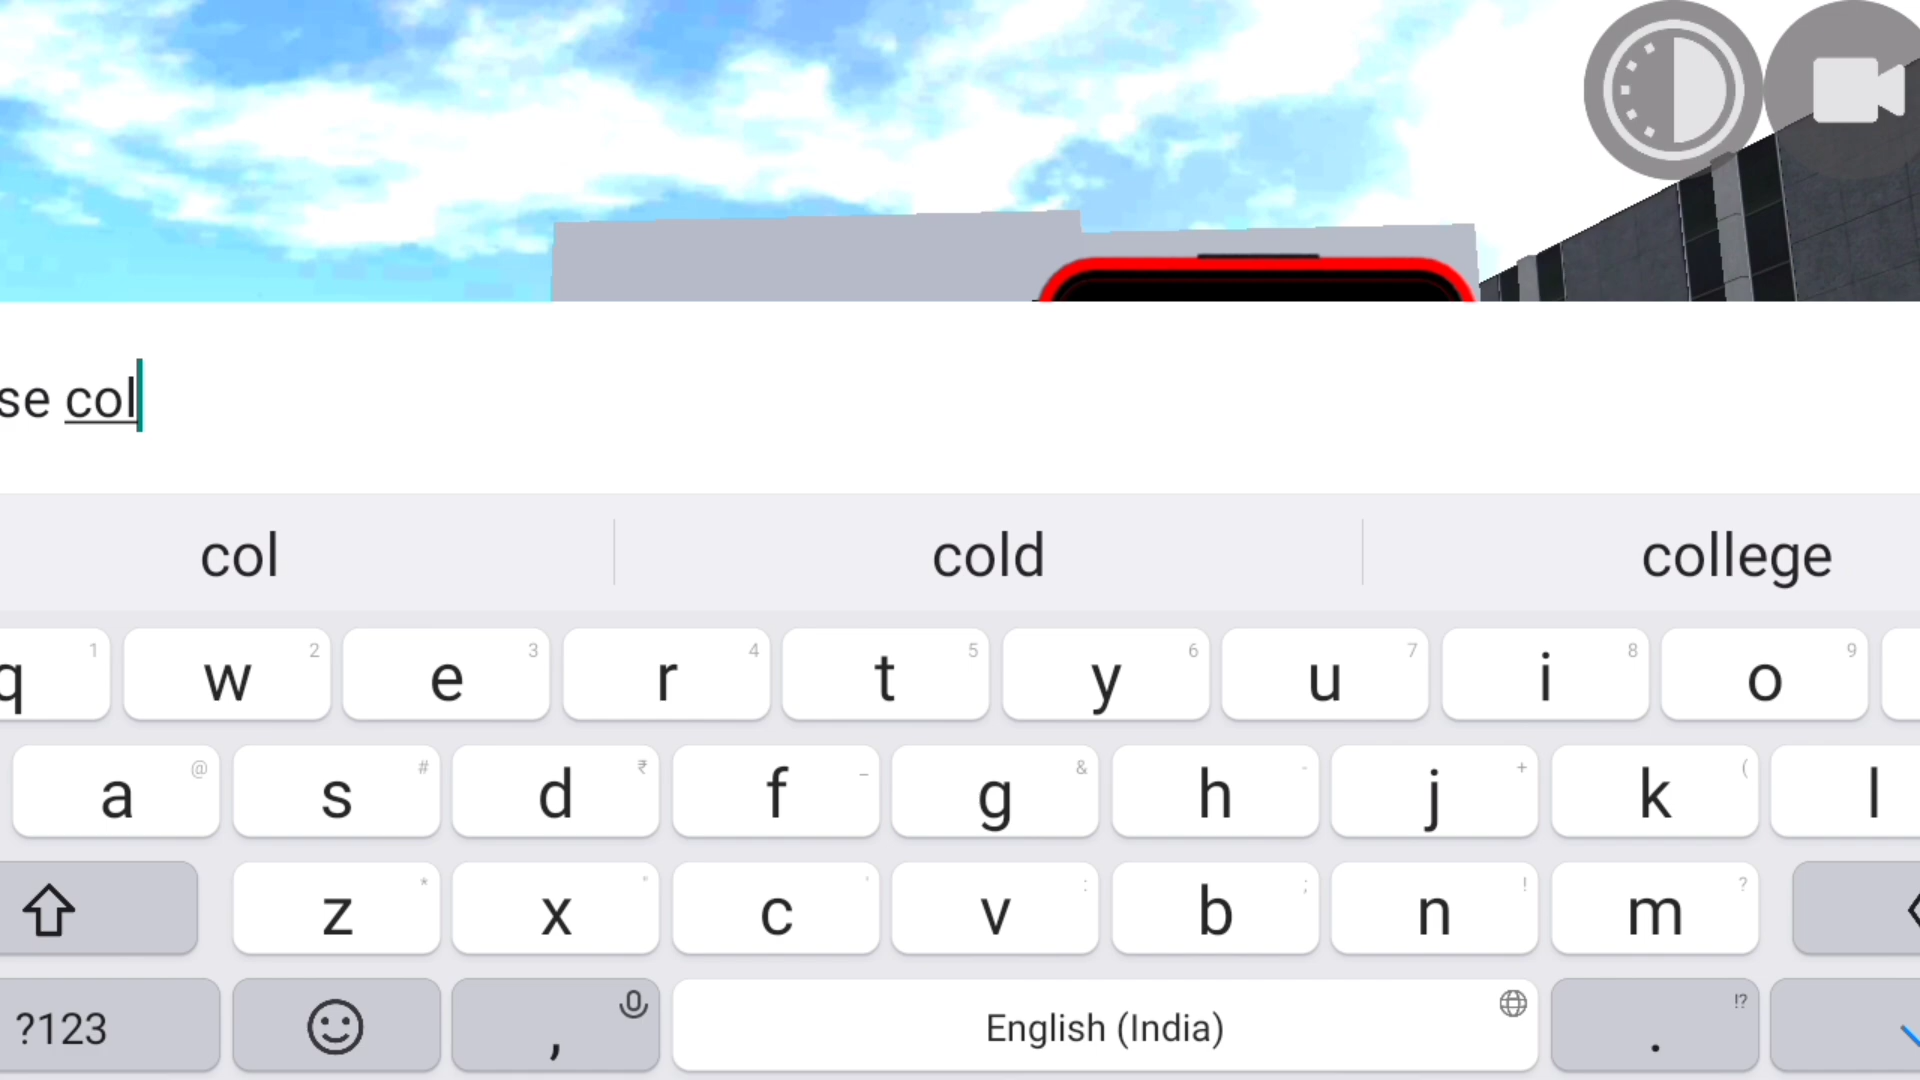 se col
col cold college
q 1 w 2 e 3 r 4 t 5 y 6 u 7 i 8 o 9
a @ s # d ₹ f _ g & h - j + k ( l
z * x " c ' v : b ; n ! m ?
?123 , English (India) . !?